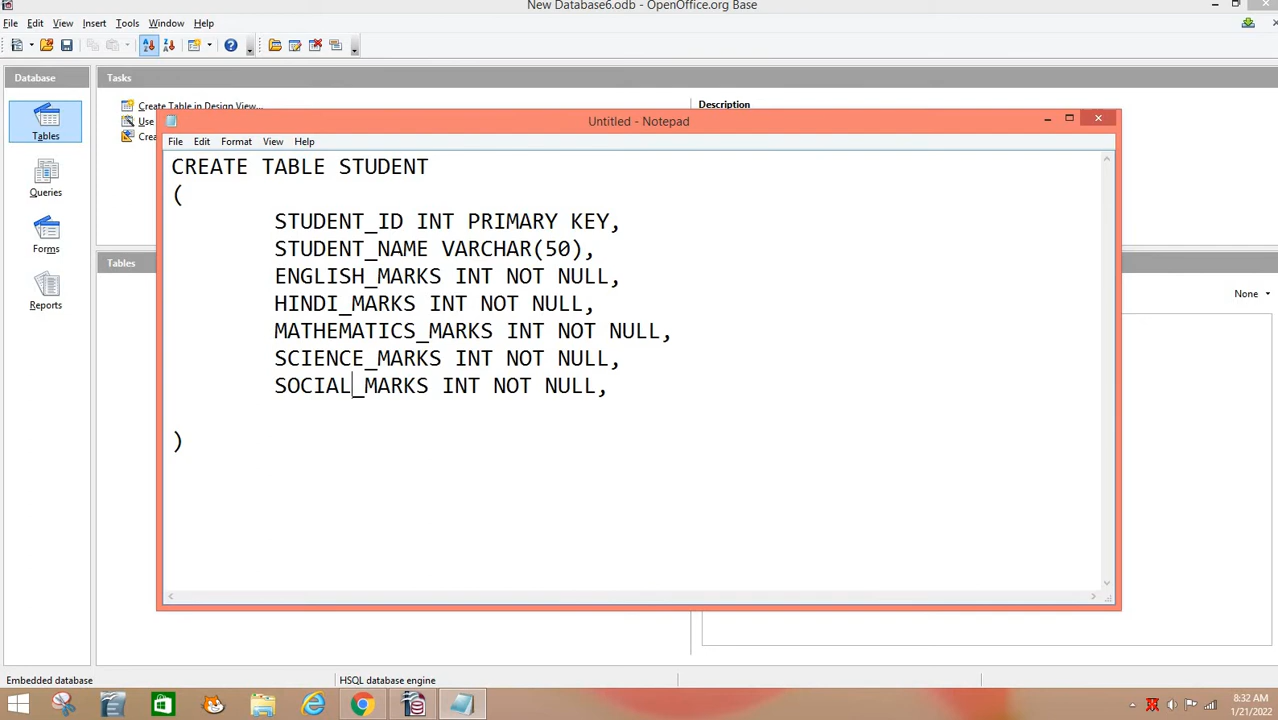 New Database6.odb - OpenOffice.org Base
File Edit View Insert Tools Window Help
Database
Tasks
Tables
Queries
Forms
Reports
Create Table in Design View...
Use
Crea
Description
Tables
None
Untitled - Notepad
File Edit Format View Help
CREATE TABLE STUDENT
(
STUDENT_ID INT PRIMARY KEY,
STUDENT_NAME VARCHAR(50),
ENGLISH_MARKS INT NOT NULL,
HINDI_MARKS INT NOT NULL,
MATHEMATICS_MARKS INT NOT NULL,
SCIENCE_MARKS INT NOT NULL,
SOCIAL_MARKS INT NOT NULL,
)
Embedded database
HSQL database engine
8:32 AM
1/21/2022